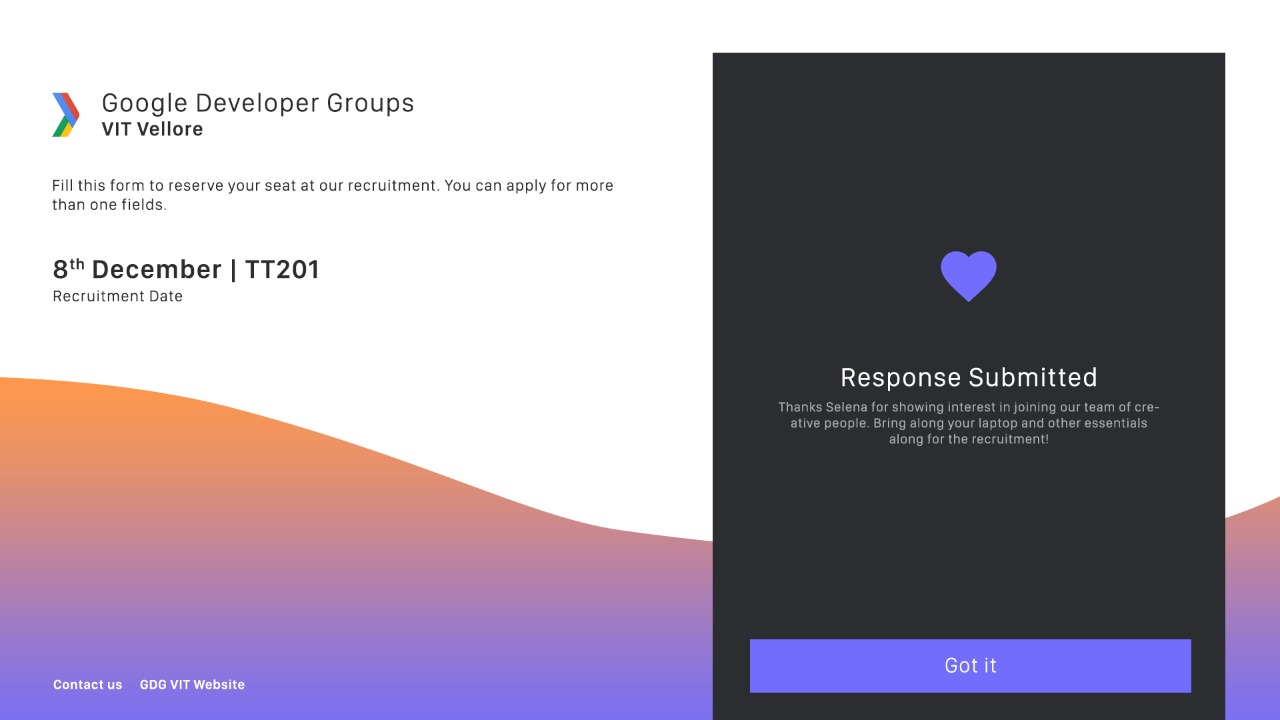 Google Developer Groups
VIT Vellore
Fill this form to reserve your seat at our recruitment. You can apply for more
than one fields.
8th December | TT201
Recruitment Date
Contact us GDG VIT Website
Response Submitted
Thanks Selena for showing interest in joining our team of cre-
ative people. Bring along your laptop and other essentials
along for the recruitment!
Got it